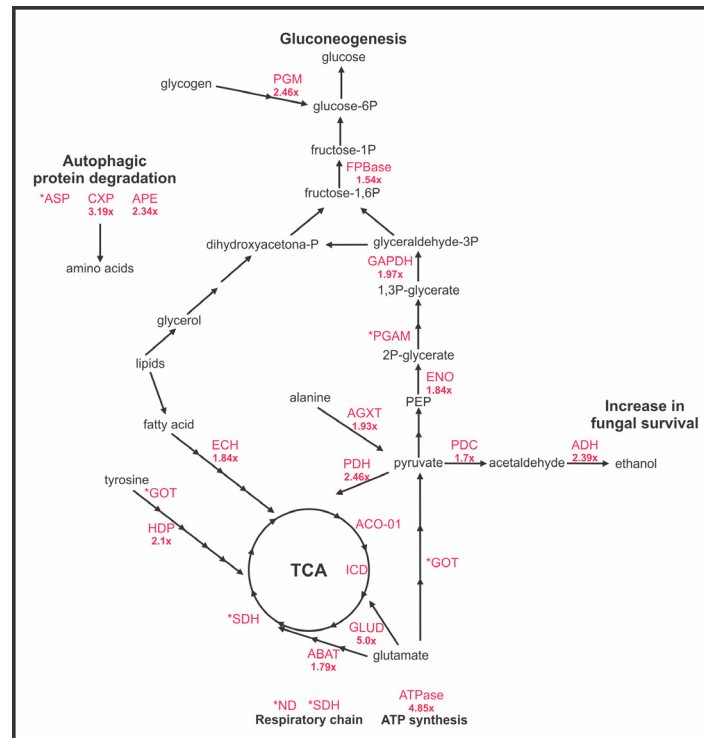 Gluconeogenesis
glucose
PGM
2.46x
glycogen
glucose-6P
fructose-1P
FPBase
1.54x
fructose-1,6P
Autophagic
protein degradation
*ASP CXP APE
3.19x 2.34x
amino acids
dihydroxyacetona-P
glyceraldehyde-3P
GAPDH
1.97x
1,3P-glycerate
glycerol
*PGAM
2P-glycerate
lipids
ENO
1.84x
PEP
alanine
AGXT
1.93x
Increase in
fungal survival
fatty acid
ECH
1.84x
PDH
2.46x
pyruvate
PDC
1.7x
acetaldehyde
ADH
2.39x
ethanol
tyrosine
*GOT
HDP
2.1x
ACO-01
TCA
ICD
*GOT
*SDH
GLUD
5.0x
ABAT
1.79x
glutamate
*ND *SDH
Respiratory chain
ATPase
4.85x
ATP synthesis